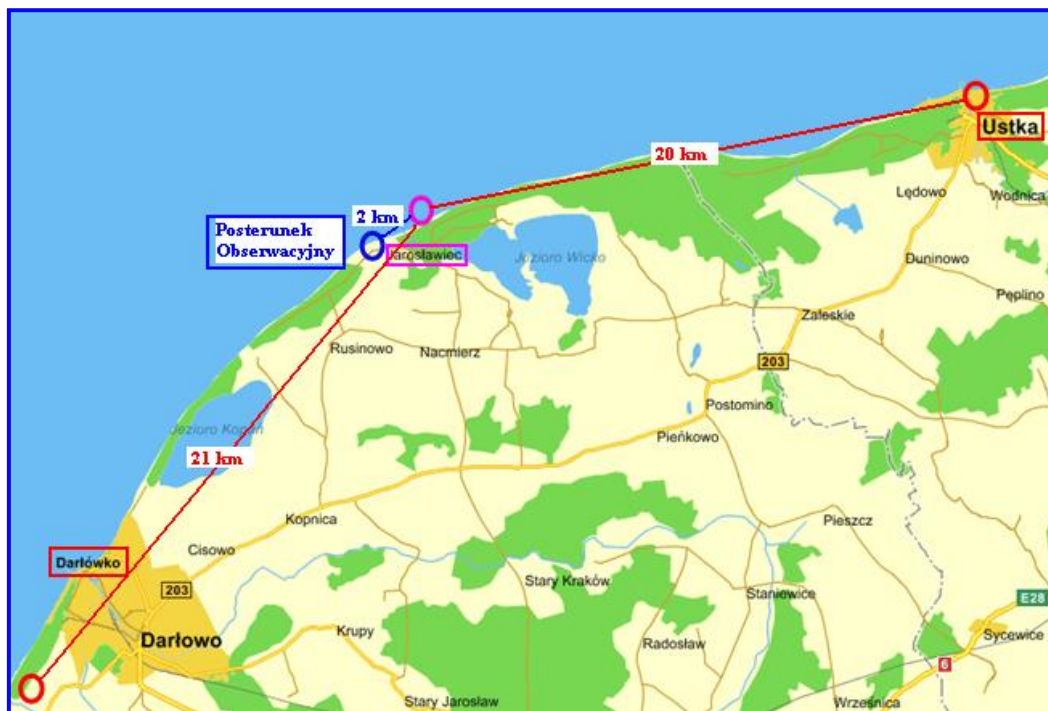 Ustka
20 km
Lędowo
Wodnica
2 km
Posterunek
Obserwacyjny
Jarosławiec
Jezioro Wicko
Duninowo
Pęplino
Zaleskie
Rusinowo
Nacmierz
203
Postomino
Jezioro Kopań
Pieńkowo
21 km
Kopnica
Pieszcz
Cisowo
Darłówko
203
Stary Kraków
Staniewice
E28
Darłowo
Krupy
Radosław
Sycewice
6
Stary Jarosław
Wrześnica